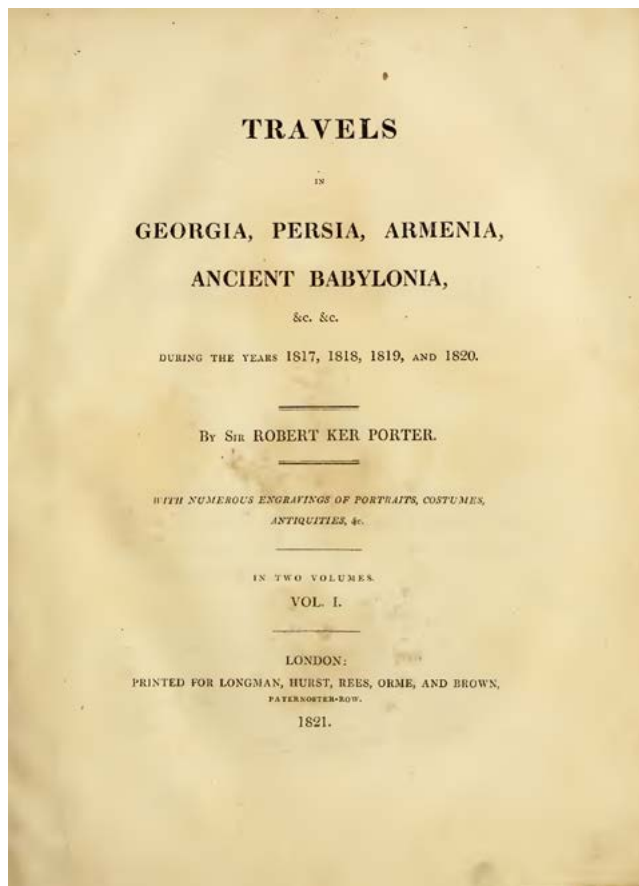 TRAVELS
IN
GEORGIA, PERSIA, ARMENIA,
ANCIENT BABYLONIA,
&c. &c.
DURING THE YEARS 1817, 1818, 1819, AND 1820.
By Sir ROBERT KER PORTER.
WITH NUMEROUS ENGRAVINGS OF PORTRAITS, COSTUMES,
ANTIQUITIES, &c.
IN TWO VOLUMES.
VOL. I.
LONDON:
PRINTED FOR LONGMAN, HURST, REES, ORME, AND BROWN,
PATERNOSTER-ROW.
1821.